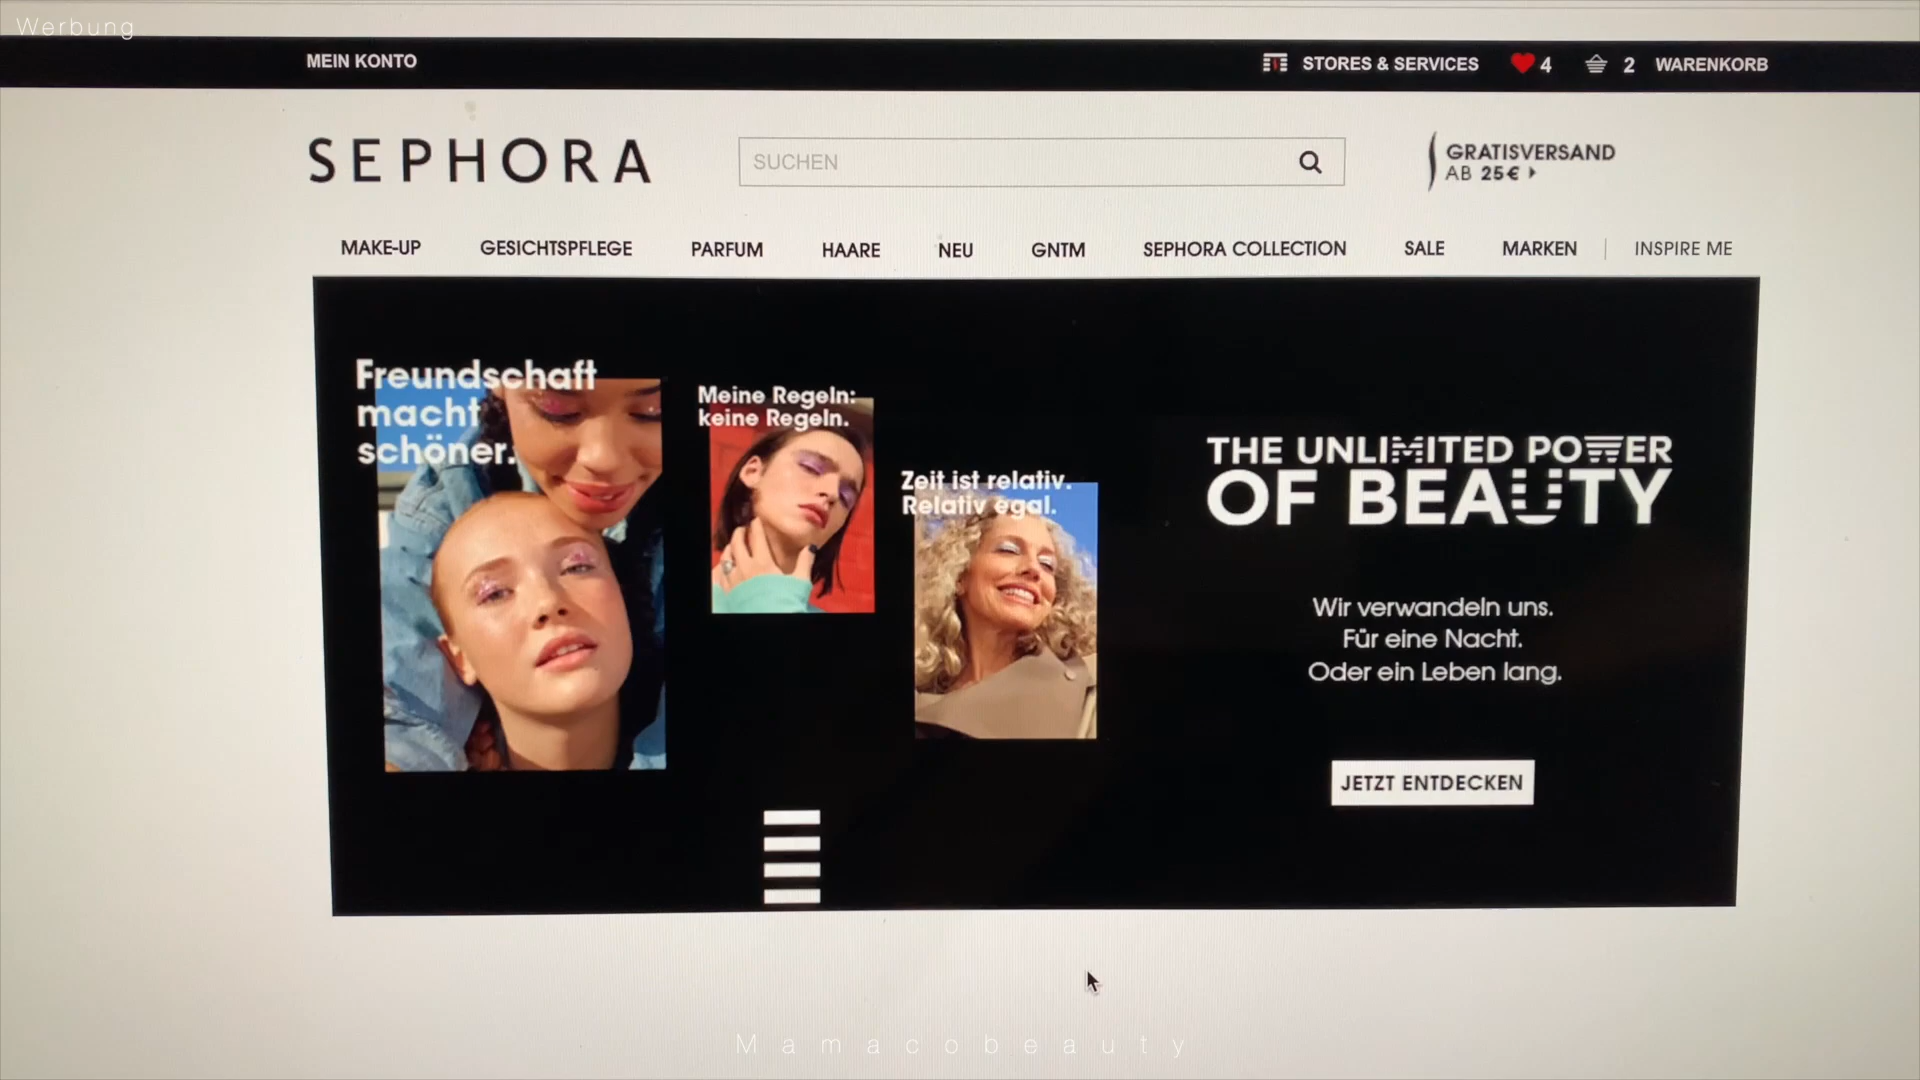 Werbung
MEIN KONTO
STORES & SERVICES
4
2
WARENKORB
SEPHORA
SUCHEN
GRATISVERSAND
AB 25€
MAKE-UP
GESICHTSPFLEGE
PARFUM
HAARE
NEU
GNTM
SEPHORA COLLECTION
SALE
MARKEN
INSPIRE ME
Freundschaft
macht
schöner.
Meine Regeln:
keine Regeln.
Zeit ist relativ.
Relativ egal.
THE UNLIMITED POWER
OF BEAUTY
Wir verwandeln uns.
Für eine Nacht.
Oder ein Leben lang.
JETZT ENTDECKEN
Mamacobeauty